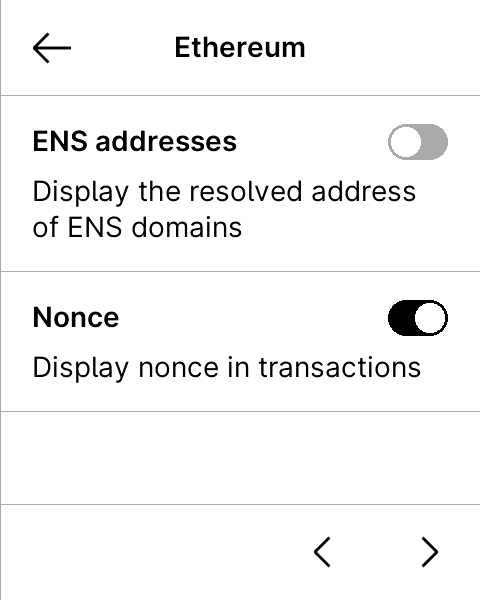 Ethereum
ENS addresses
Display the resolved address
of ENS domains
Nonce
Display nonce in transactions